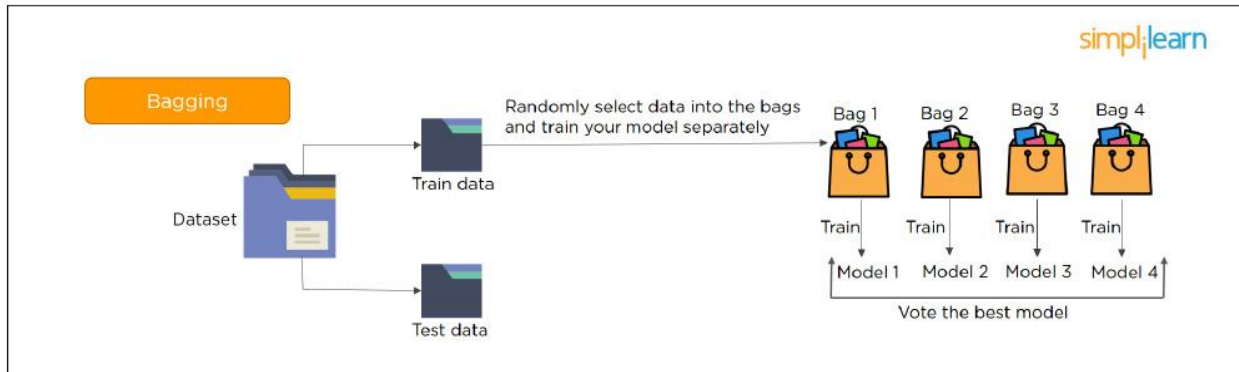 simplilearn
Bagging
Randomly select data into the bags
and train your model separately
Bag 1
Bag 2
Bag 3
Bag 4
Train data
Dataset
Train
Train
Train
Train
Model 1
Model 2
Model 3
Model 4
Vote the best model
Test data